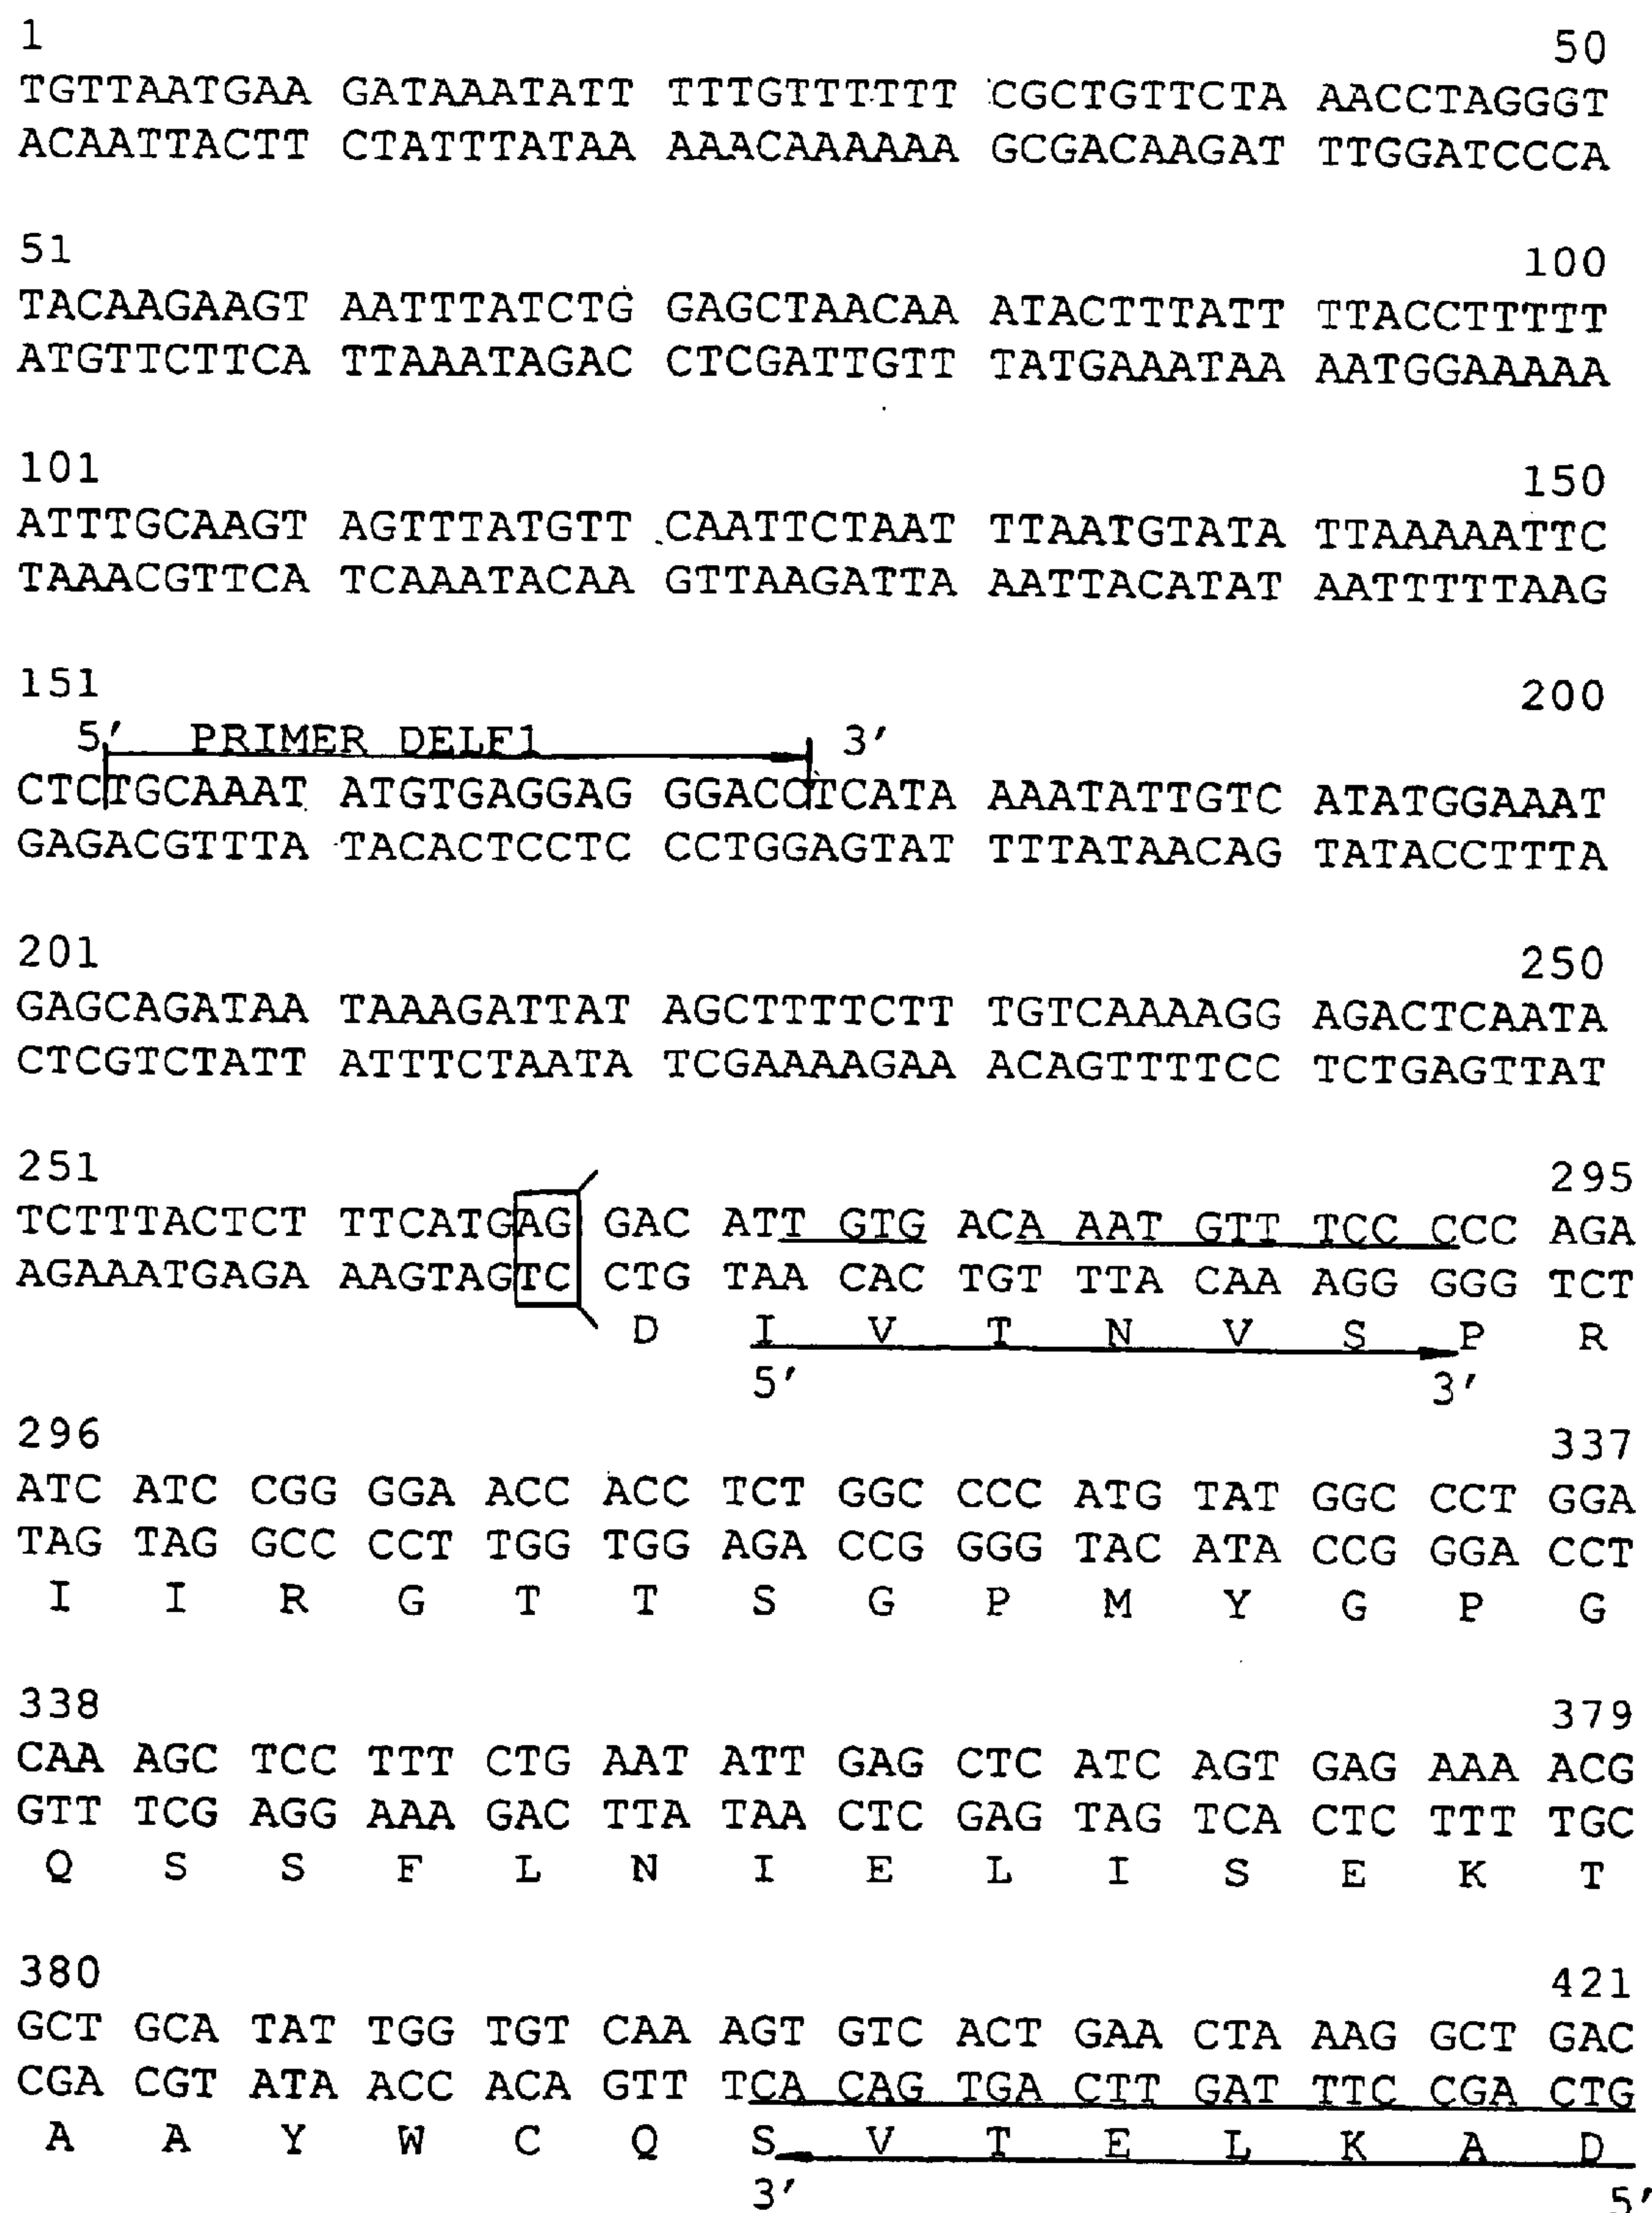 1 50
TGTTAATGAA GATAAATATT TTTGTTTTTT CGCTGTTCTA AACCTAGGGT
ACAATTACTT CTATTTATAA AAACAAAAAA GCGACAAGAT TTGGATCCCA
51 100
TACAAGAAGT AATTTATCTG GAGCTAACAA ATACTTTATT TTACCTTTTT
ATGTTCTTCA TTAAATAGAC CTCGATTGTT TATGAAATAA AATGGAAAAA
101 150
ATTTGCAAGT AGTTTATGTT CAATTCTAAT TTAATGTATA TTAAAAATTC
TAAACGTTCA TCAAATACAA GTTAAGATTA AATTACATAT AATTTTTAAG
151 200
5' PRIMER DELF1 3'
CTCTGCAAAT ATGTGAGGAG GGACCTCATA AAATATTGTC ATATGGAAAT
GAGACGTTTA TACACTCCTC CCTGGAGTAT TTTATAACAG TATACCTTTA
201 250
GAGCAGATAA TAAAGATTAT AGCTTTTCTT TGTCAAAAGG AGACTCAATA
CTCGTCTATT ATTTCTAATA TCGAAAAGAA ACAGTTTTCC TCTGAGTTAT
251 295
TCTTTACTCT TTCATGAG GAC ATT GTG ACA AAT GTT TCC CCC AGA
AGAAATGAGA AAGTAGTC CTG TAA CAC TGT TTA CAA AGG GGG TCT
D I V T N V S P R
5' 3'
296 337
ATC ATC CGG GGA ACC ACC TCT GGC CCC ATG TAT GGC CCT GGA
TAG TAG GCC CCT TGG TGG AGA CCG GGG TAC ATA CCG GGA CCT
I I R G T T S G P M Y G P G
338 379
CAA AGC TCC TTT CTG AAT ATT GAG CTC ATC AGT GAG AAA ACG
GTT TCG AGG AAA GAC TTA TAA CTC GAG TAG TCA CTC TTT TGC
Q S S F L N I E L I S E K T
380 421
GCT GCA TAT TGG TGT CAA AGT GTC ACT GAA CTA AAG GCT GAC
CGA CGT ATA ACC ACA GTT TCA CAG TGA CTT GAT TTC CGA CTG
A A Y W C Q S V T E L K A D
3' 5'